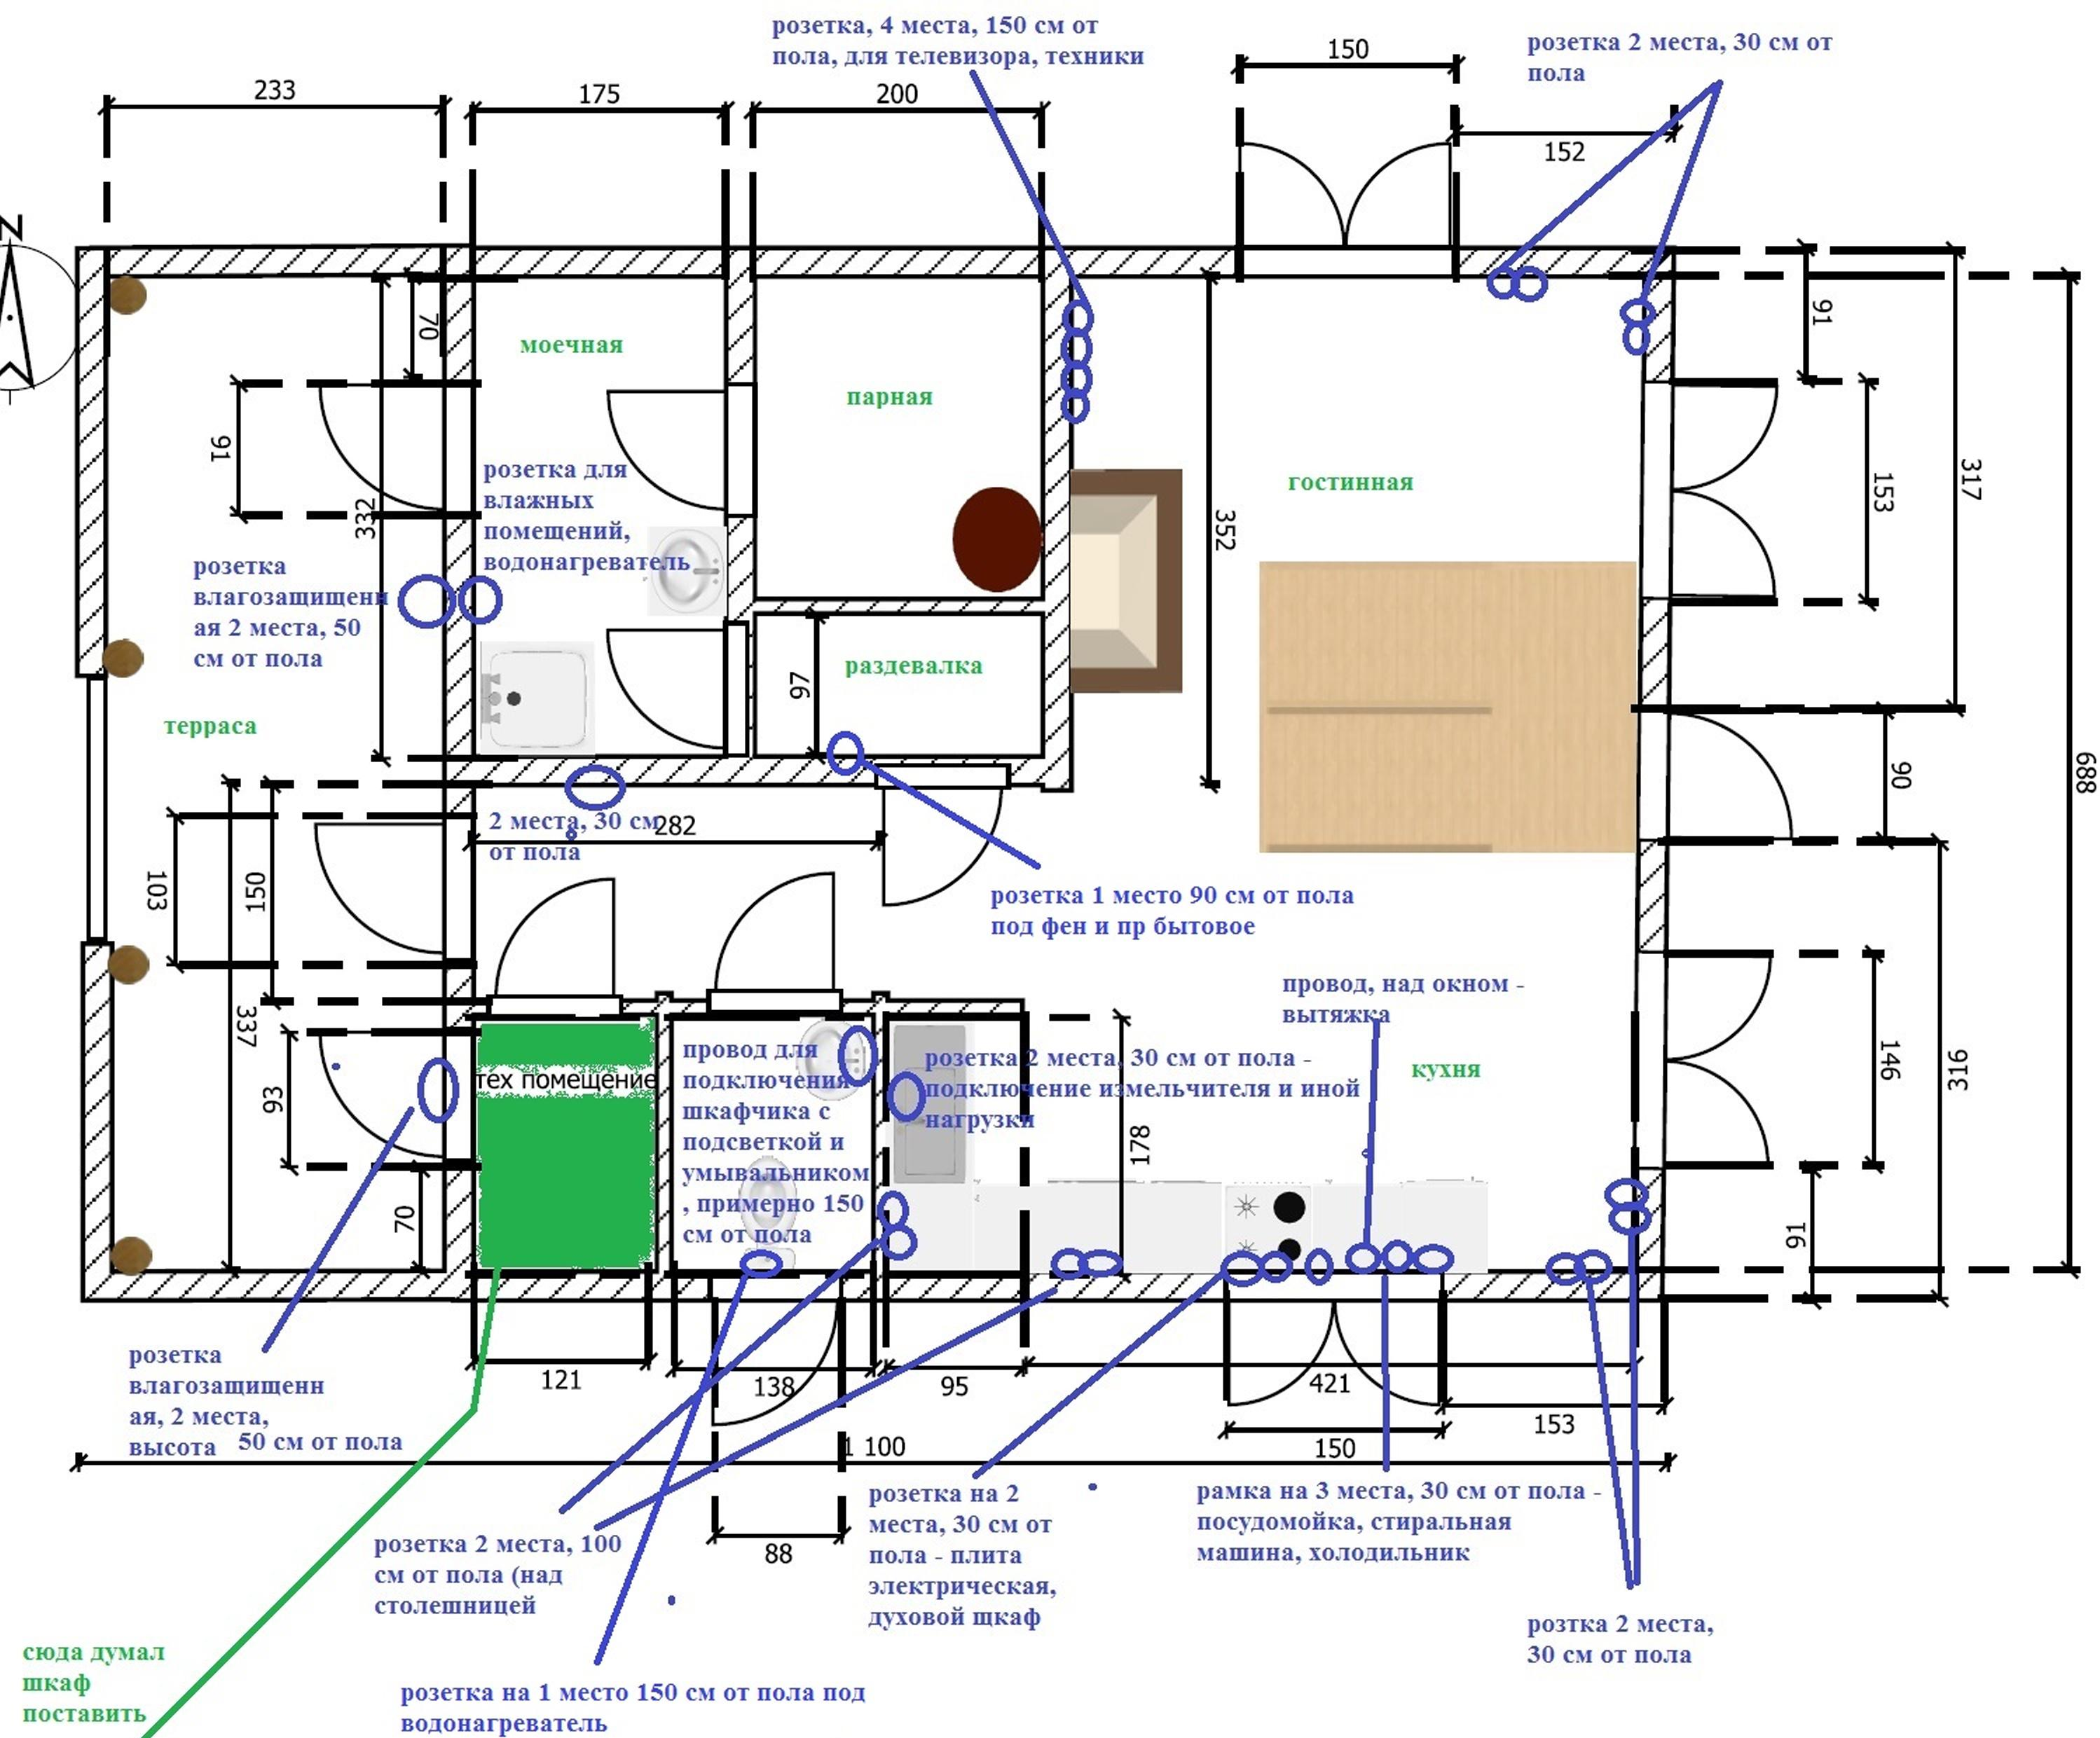 розетка, 4 места, 150 см от
пола, для телевизора, техники
розетка 2 места, 30 см от
пола
150
233
175
200
152
N
91
70
моечная
парная
гостинная
317
153
91
332
352
розетка для
влажных
помещений,
водонагреватель
розетка
влагозащищенн
ая 2 места, 50
см от пола
терраса
97
раздевалка
90
688
2 места, 30 см
от пола
282
103
150
розетка 1 место 90 см от пола
под фен и пр бытовое
337
провод, над окном -
вытяжка
93
тех помещение
провод для
подключения
шкафчика с
подсветкой и
умывальником
, примерно 150
см от пола
розетка 2 места, 30 см от пола -
подключение измельчителя и иной
нагрузки
кухня
178
146
316
70
91
розетка
влагозащищенн
ая, 2 места,
высота 50 см от пола
121
138
95
421
153
150
1 100
88
розетка 2 места, 100
см от пола (над
столешницей
розетка на 2
места, 30 см от
пола - плита
электрическая,
духовой шкаф
рамка на 3 места, 30 см от пола -
посудомойка, стиральная
машина, холодильник
розтка 2 места,
30 см от пола
сюда думал
шкаф
поставить
розетка на 1 место 150 см от пола под
водонагреватель